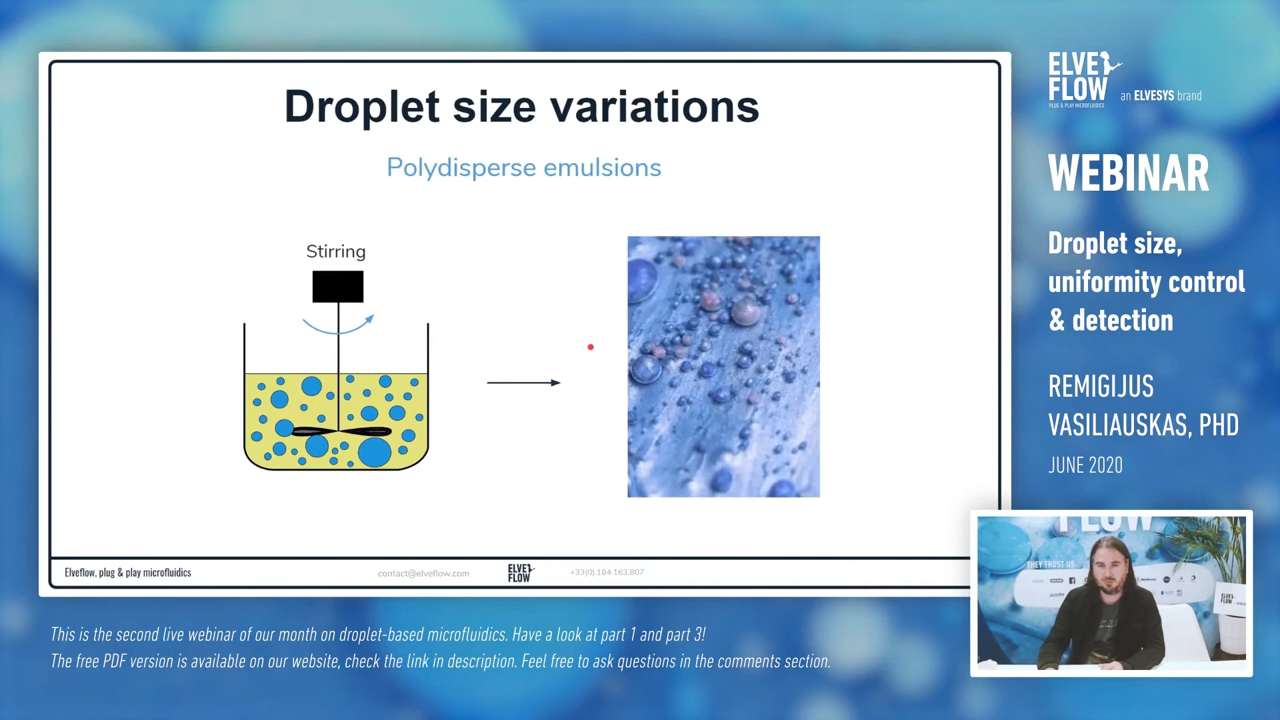 Droplet size variations
Polydisperse emulsions
Stirring
Elveflow, plug & play microfluidics
contact@elveflow.com
ELVE
FLOW
+33(0).184.163.807
ELVE
FLOW
PLUG & PLAY MICROFLUIDICS
an ELVESYS brand
WEBINAR
Droplet size,
uniformity control
& detection
REMIGIJUS
VASILIAUSKAS, PHD
JUNE 2020
FLOW
THEY TRUST US
This is the second live webinar of our month on droplet-based microfluidics. Have a look at part 1 and part 3!
The free PDF version is available on our website, check the link in description. Feel free to ask questions in the comments section.